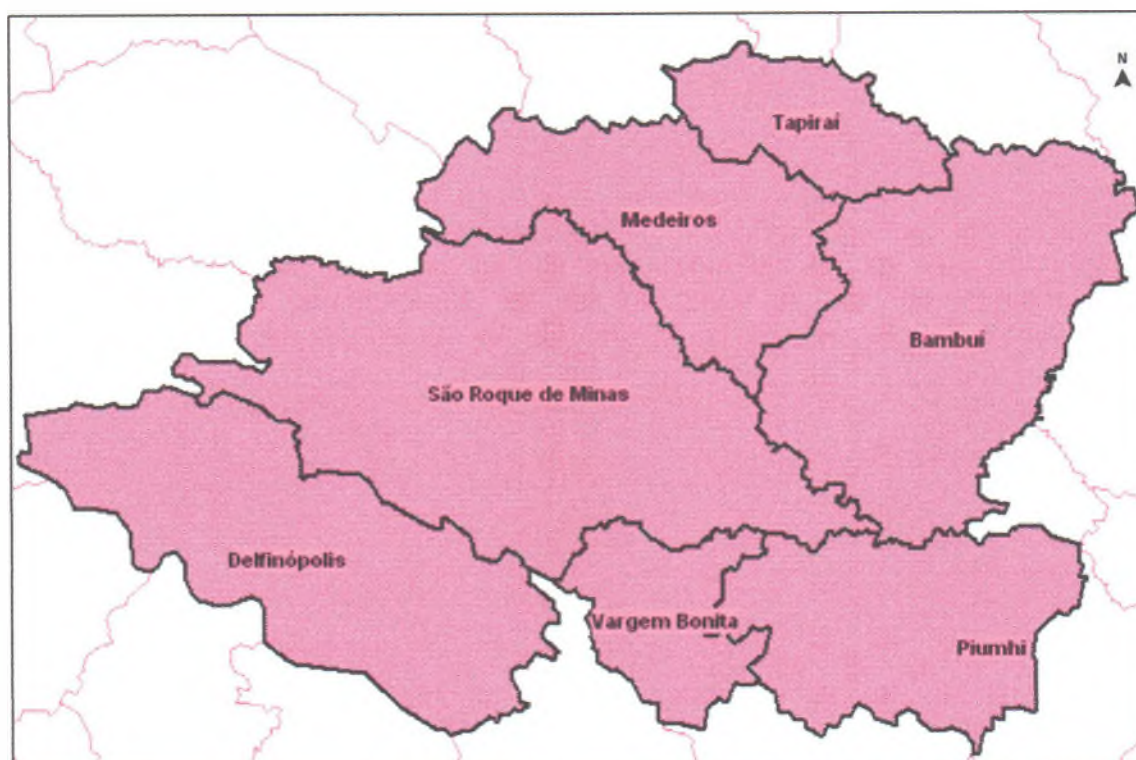 N
Tapiraí
Medeiros
Bambuí
São Roque de Minas
Delfinópolis
Vargem Bonita
Piumhi